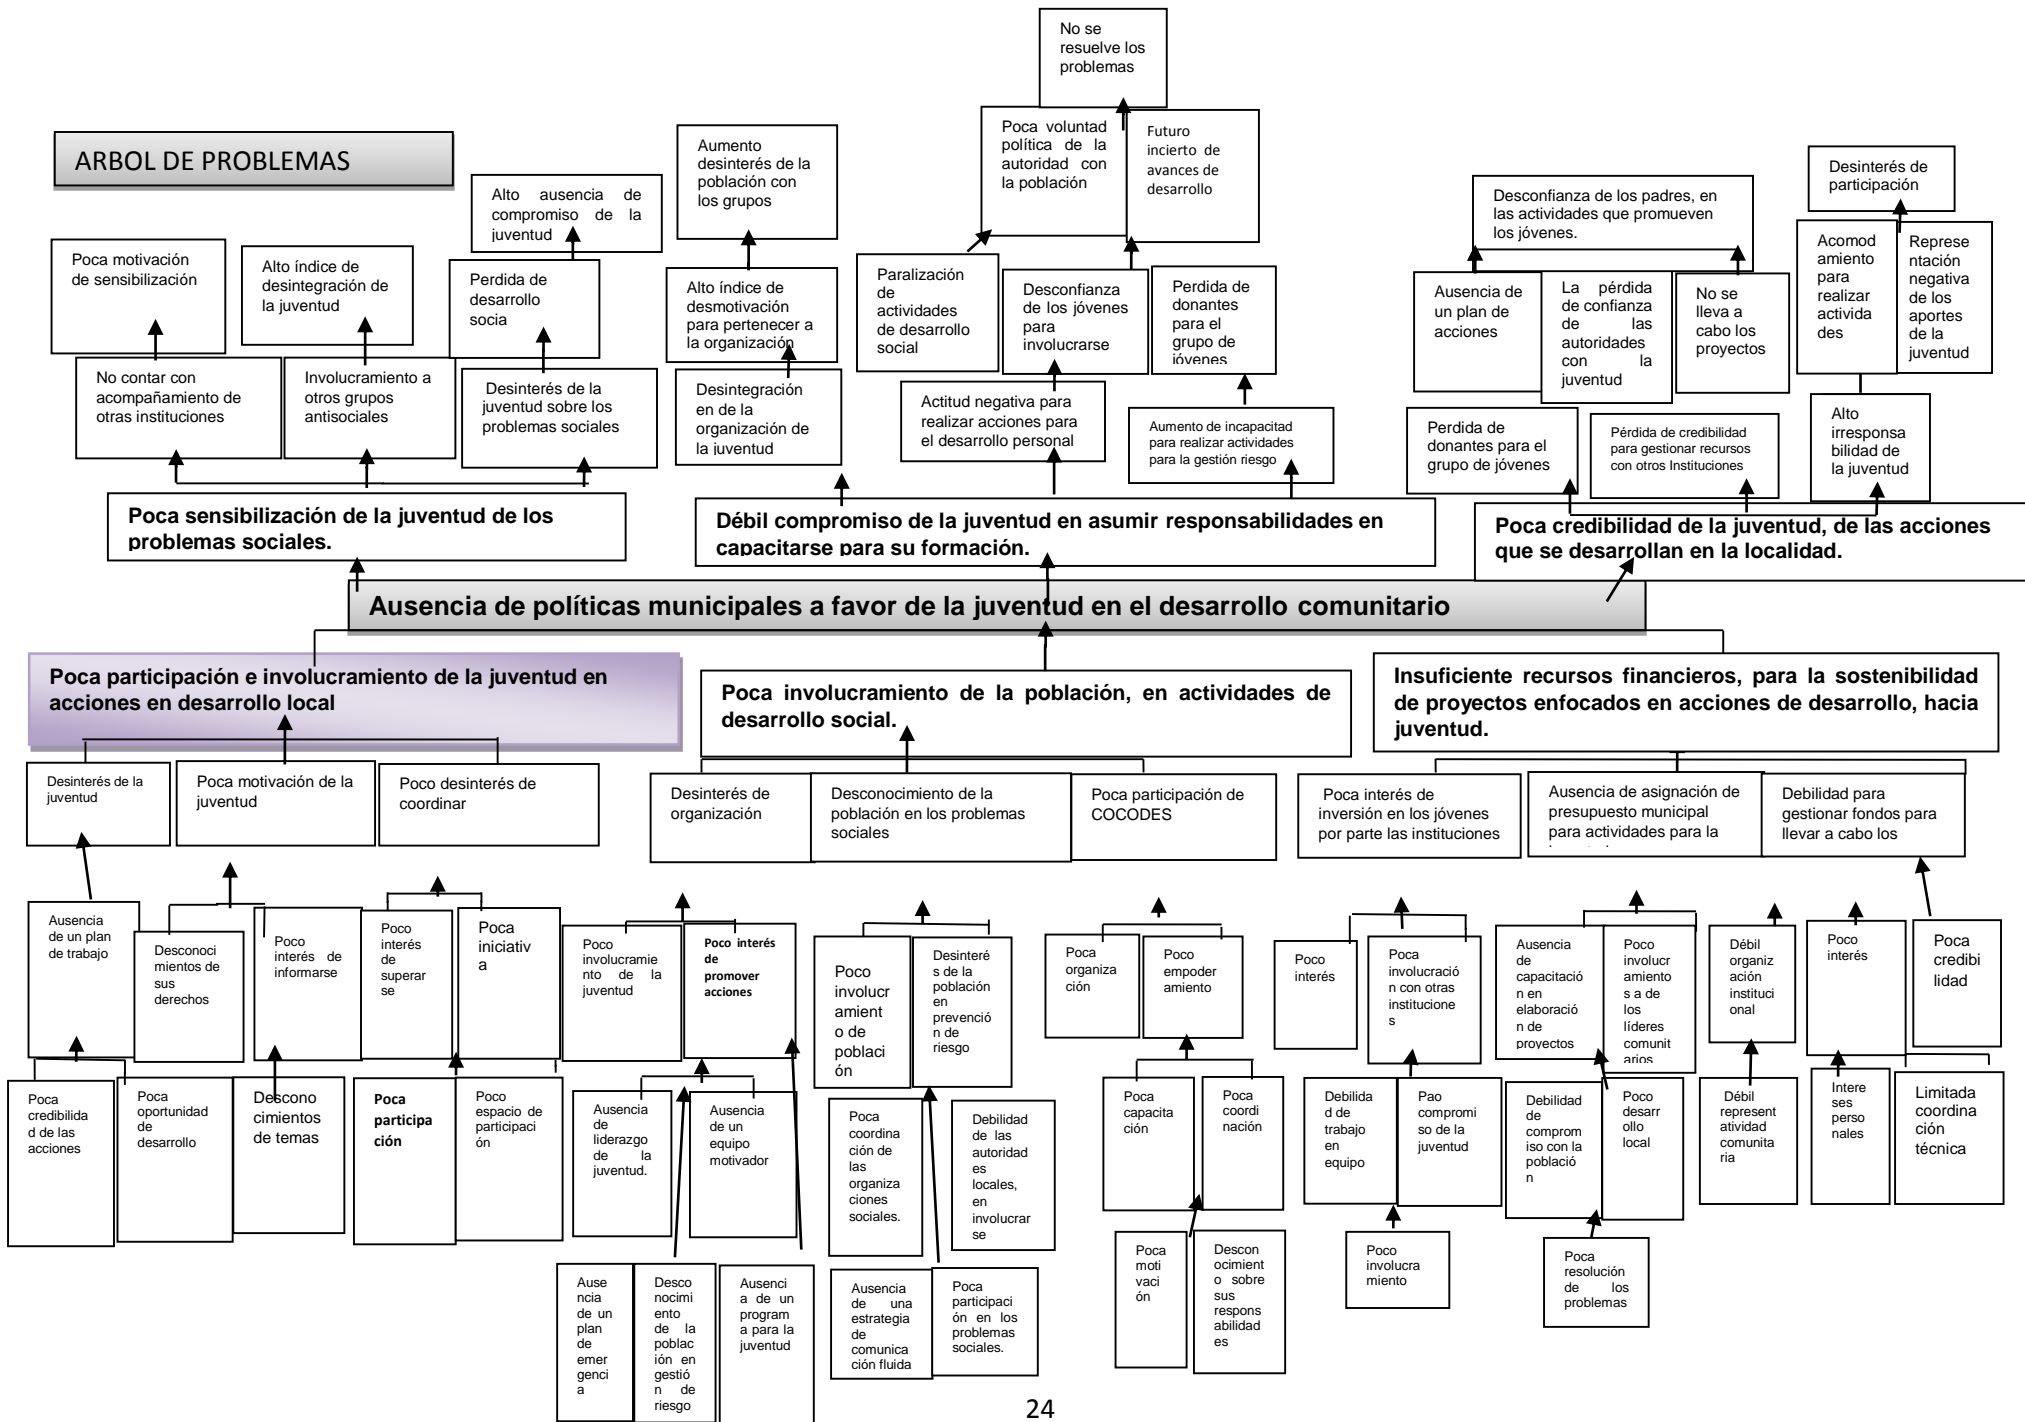 No se
resuelve los
problemas
ARBOL DE PROBLEMAS
Poca voluntad
política de la
autoridad con
la población
Futuro
incierto de
avances de
desarrollo
Aumento
desinterés de la
población con
los grupos
Alto ausencia de
compromiso de la
juventud
Desinterés de
participación
Desconfianza de los padres, en
las actividades que promueven
los jóvenes.
Poca motivación
de sensibilización
Alto índice de
desintegración de
la juventud
Perdida de
desarrollo
socia
Alto índice de
desmotivación
para pertenecer a
la organización
Paralización
de
actividades
de desarrollo
social
Desconfianza
de los jóvenes
para
involucrarse
Perdida de
donantes
para el
grupo de
jóvenes
Ausencia de
un plan de
acciones
La pérdida
de confianza
de las
autoridades
con la
juventud
No se
lleva a
cabo los
proyectos
Acomod
amiento
para
realizar
activida
des
Represe
ntación
negativa
de los
aportes
de la
juventud
No contar con
acompañamiento de
otras instituciones
Involucramiento a
otros grupos
antisociales
Desinterés de la
juventud sobre los
problemas sociales
Desintegración
en de la
organización de
la juventud
Actitud negativa para
realizar acciones para
el desarrollo personal
Aumento de incapacitad
para realizar actividades
para la gestión riesgo
Perdida de
donantes para el
grupo de jóvenes
Pérdida de credibilidad
para gestionar recursos
con otros Instituciones
Alto
irresponsa
bilidad de
la juventud
Poca sensibilización de la juventud de los
problemas sociales.
Débil compromiso de la juventud en asumir responsabilidades en
capacitarse para su formación.
Poca credibilidad de la juventud, de las acciones
que se desarrollan en la localidad.
Ausencia de políticas municipales a favor de la juventud en el desarrollo comunitario
Poca participación e involucramiento de la juventud en
acciones en desarrollo local
Poca involucramiento de la población, en actividades de
desarrollo social.
Insuficiente recursos financieros, para la sostenibilidad
de proyectos enfocados en acciones de desarrollo, hacia
juventud.
Desinterés de la
juventud
Poca motivación de la
juventud
Poco desinterés de
coordinar
Desinterés de
organización
Desconocimiento de la
población en los problemas
sociales
Poca participación de
COCODES
Poca interés de
inversión en los jóvenes
por parte las instituciones
Ausencia de asignación de
presupuesto municipal
para actividades para la
Debilidad para
gestionar fondos para
llevar a cabo los
Ausencia
de un plan
de trabajo
Desconoci
mientos de
sus
derechos
Poco
interés de
informarse
Poco
interés
de
superar
se
Poca
iniciativ
a
Poco
involucramie
nto de la
juventud
Poco interés
de
promover
acciones
Poco
involucr
amient
o de
poblaci
ón
Desinteré
s de la
población
en
prevenció
n de
riesgo
Poca
organiza
ción
Poco
empoder
amiento
Poco
interés
Poca
involucració
n con otras
institucione
s
Ausencia
de
capacitació
n en
elaboració
n de
proyectos
Poco
involucr
amiento
s a de
los
líderes
comunit
arios
Débil
organiz
ación
instituci
onal
Poco
interés
Poca
credibi
lidad
Poca
credibilida
d de las
acciones
Poca
oportunidad
de
desarrollo
Descono
cimientos
de temas
Poca
participa
ción
Poco
espacio de
participaci
ón
Ausencia
de
liderazgo
de la
juventud.
Ausencia
de un
equipo
motivador
Poca
coordina
ción de
las
organiza
ciones
sociales.
Debilidad
de las
autoridad
es
locales,
en
involucrar
se
Poca
capacita
ción
Poca
coordi
nación
Debilida
d de
trabajo
en
equipo
Pao
compromi
so de la
juventud
Debilidad
de
comprom
iso con la
població
n
Poco
desarr
ollo
local
Débil
represent
atividad
comunita
ria
Intere
ses
perso
nales
Limitada
coordina
ción
técnica
Ause
ncia
de un
plan
de
emer
genci
a
Desco
nocimi
ento
de la
poblac
ión en
gestió
n de
riesgo
Ausenci
a de un
program
a para la
juventud
Ausencia
de una
estrategia
de
comunica
ción fluida
Poca
participaci
ón en los
problemas
sociales.
Poca
moti
vaci
ón
Descon
ocimient
o sobre
sus
respons
abilidad
es
Poco
involucra
miento
Poca
resolución
de los
problemas
24